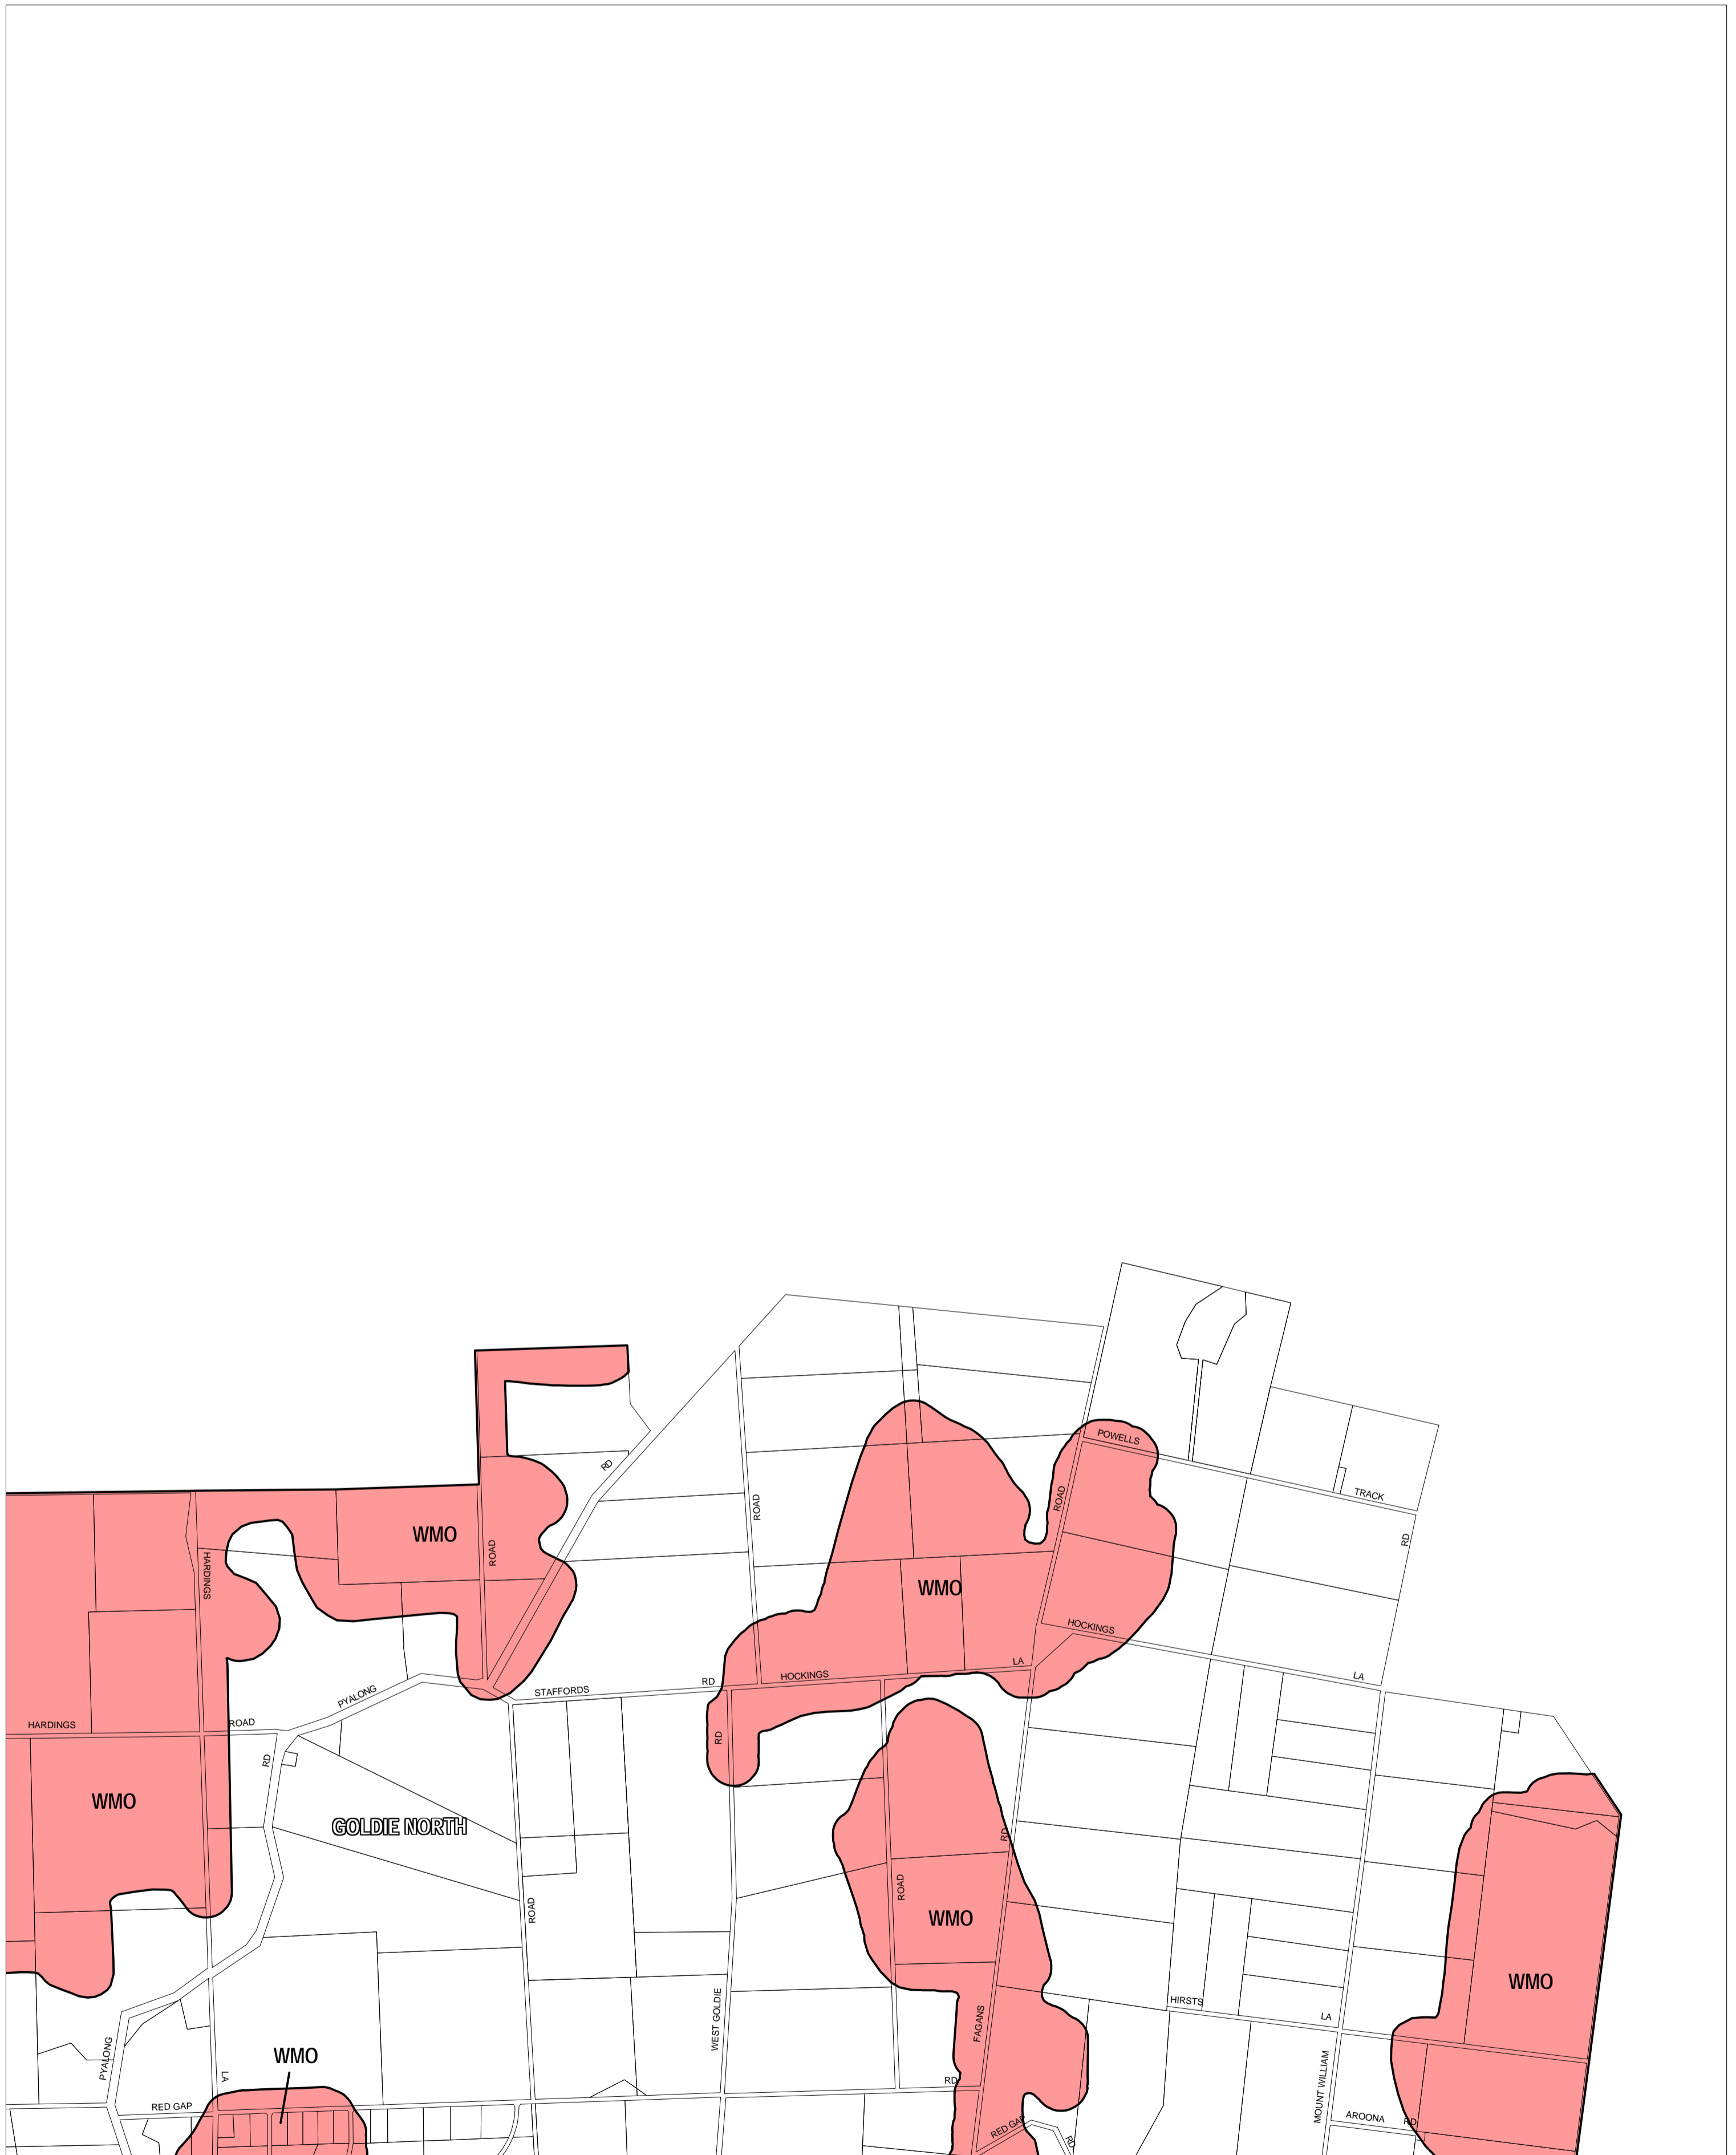 POWELLS
RD
TRACK
ROAD
ROAD
WMO
ROAD
RD
HARDINGS
WMO
HOCKINGS
HOCKINGS
LA
LA
RD
STAFFORDS
PYALONG
HARDINGS
ROAD
RD
RD
WMO
GOLDIE NORTH
RD
ROAD
ROAD
WMO
WMO
HIRSTS
LA
WEST GOLDIE
FAGANS
PYALONG
WMO
LA
RD
MOUNT WILLIAM
RED GAP
AROONA
RD
RED GAP
RD